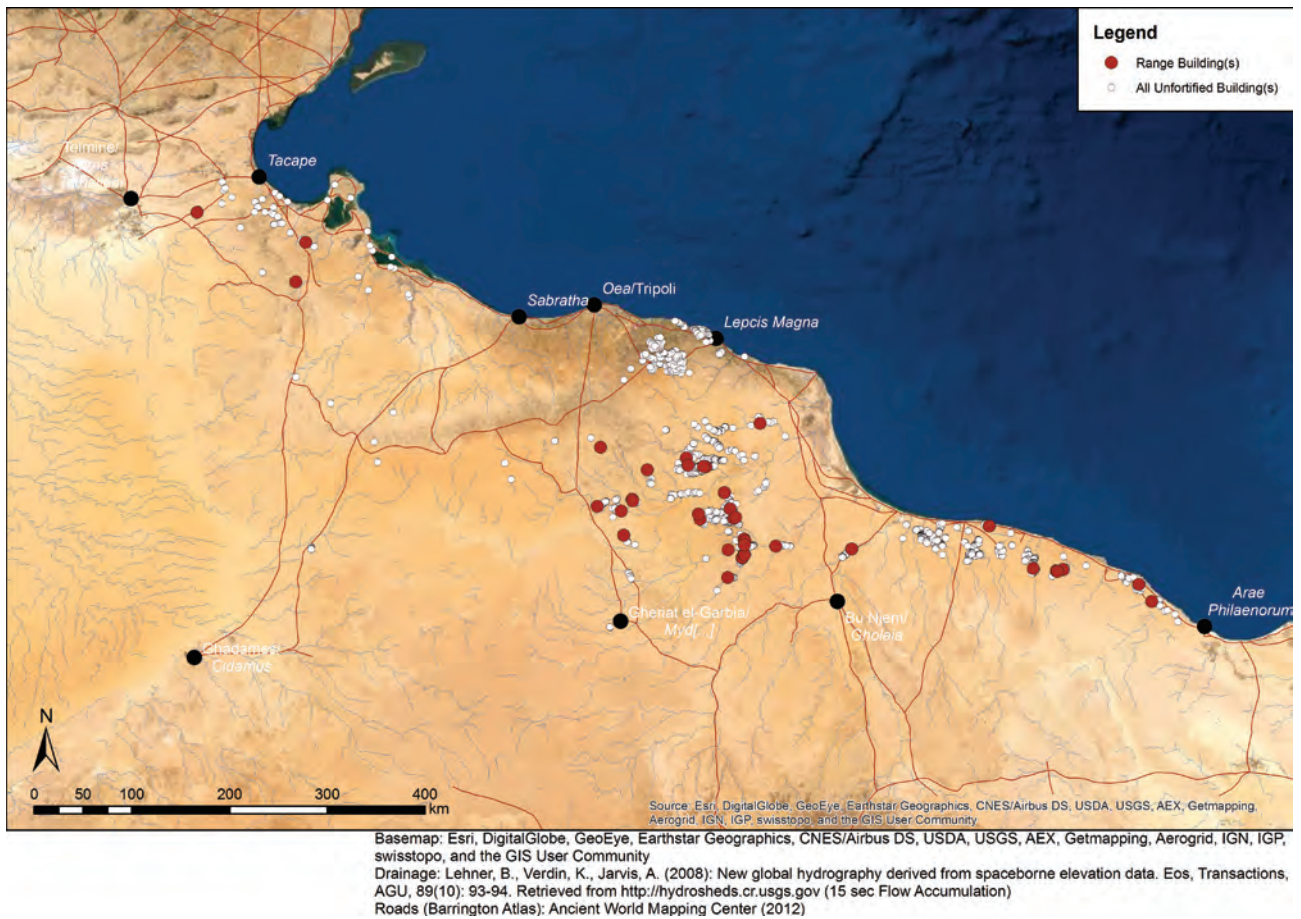 Legend
Range Building(s)
All Unfortified Building(s)
Telmine/
Tacape
Sabratha
Oea/Tripoli
Lepcis Magna
Gheriat el-Garbia/
Myd[...]
Bu Njem/
Gholaia
Arae
Philaenorum
Ghadames/
Cidamus
N
0 50 100 200 300 400
km
Source: Esri, DigitalGlobe, GeoEye, Earthstar Geographics, CNES/Airbus DS, USDA, USGS, AEX, Getmapping,
Aerogrid, IGN, IGP, swisstopo, and the GIS User Community
Basemap: Esri, DigitalGlobe, GeoEye, Earthstar Geographics, CNES/Airbus DS, USDA, USGS, AEX, Getmapping, Aerogrid, IGN, IGP,
swisstopo, and the GIS User Community
Drainage: Lehner, B., Verdin, K., Jarvis, A. (2008): New global hydrography derived from spaceborne elevation data. Eos, Transactions,
AGU, 89(10): 93-94. Retrieved from http://hydrosheds.cr.usgs.gov (15 sec Flow Accumulation)
Roads (Barrington Atlas): Ancient World Mapping Center (2012)